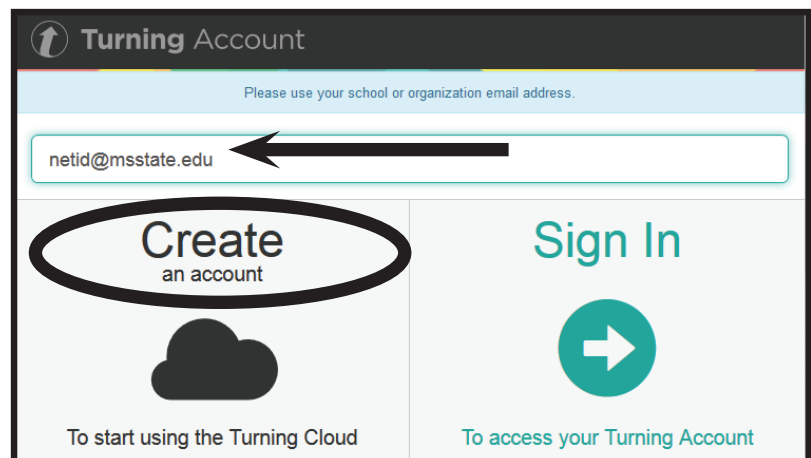 Turning Account
Please use your school or organization email address.
netid@msstate.edu
Create
an account
To start using the Turning Cloud
Sign In
To access your Turning Account